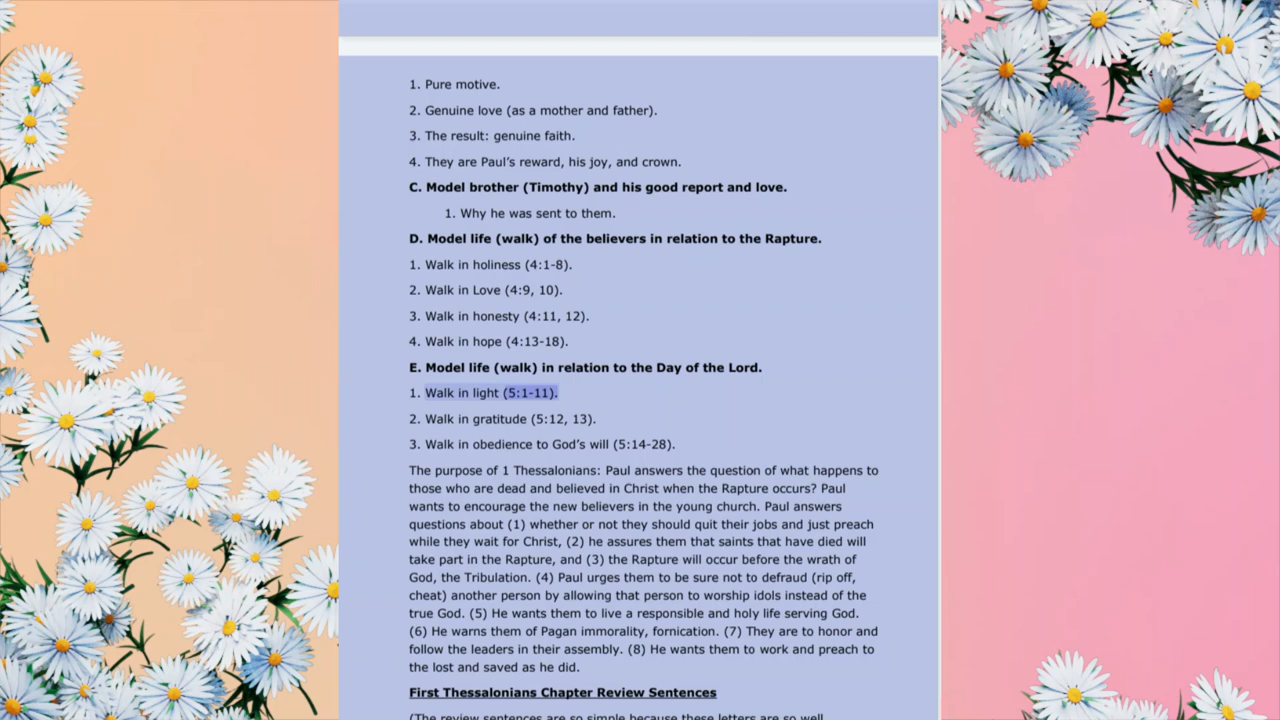 1. Pure motive.
2. Genuine love (as a mother and father).
3. The result: genuine faith.
4. They are Paul’s reward, his joy, and crown.
C. Model brother (Timothy) and his good report and love.
1. Why he was sent to them.
D. Model life (walk) of the believers in relation to the Rapture.
1. Walk in holiness (4:1-8).
2. Walk in Love (4:9, 10).
3. Walk in honesty (4:11, 12).
4. Walk in hope (4:13-18).
E. Model life (walk) in relation to the Day of the Lord.
1. Walk in light (5:1-11).
2. Walk in gratitude (5:12, 13).
3. Walk in obedience to God’s will (5:14-28).
The purpose of 1 Thessalonians: Paul answers the question of what happens to
those who are dead and believed in Christ when the Rapture occurs? Paul
wants to encourage the new believers in the young church. Paul answers
questions about (1) whether or not they should quit their jobs and just preach
while they wait for Christ, (2) he assures them that saints that have died will
take part in the Rapture, and (3) the Rapture will occur before the wrath of
God, the Tribulation. (4) Paul urges them to be sure not to defraud (rip off,
cheat) another person by allowing that person to worship idols instead of the
true God. (5) He wants them to live a responsible and holy life serving God.
(6) He warns them of Pagan immorality, fornication. (7) They are to honor and
follow the leaders in their assembly. (8) He wants them to work and preach to
the lost and saved as he did.
First Thessalonians Chapter Review Sentences
(The review sentences are so simple because these letters are so well